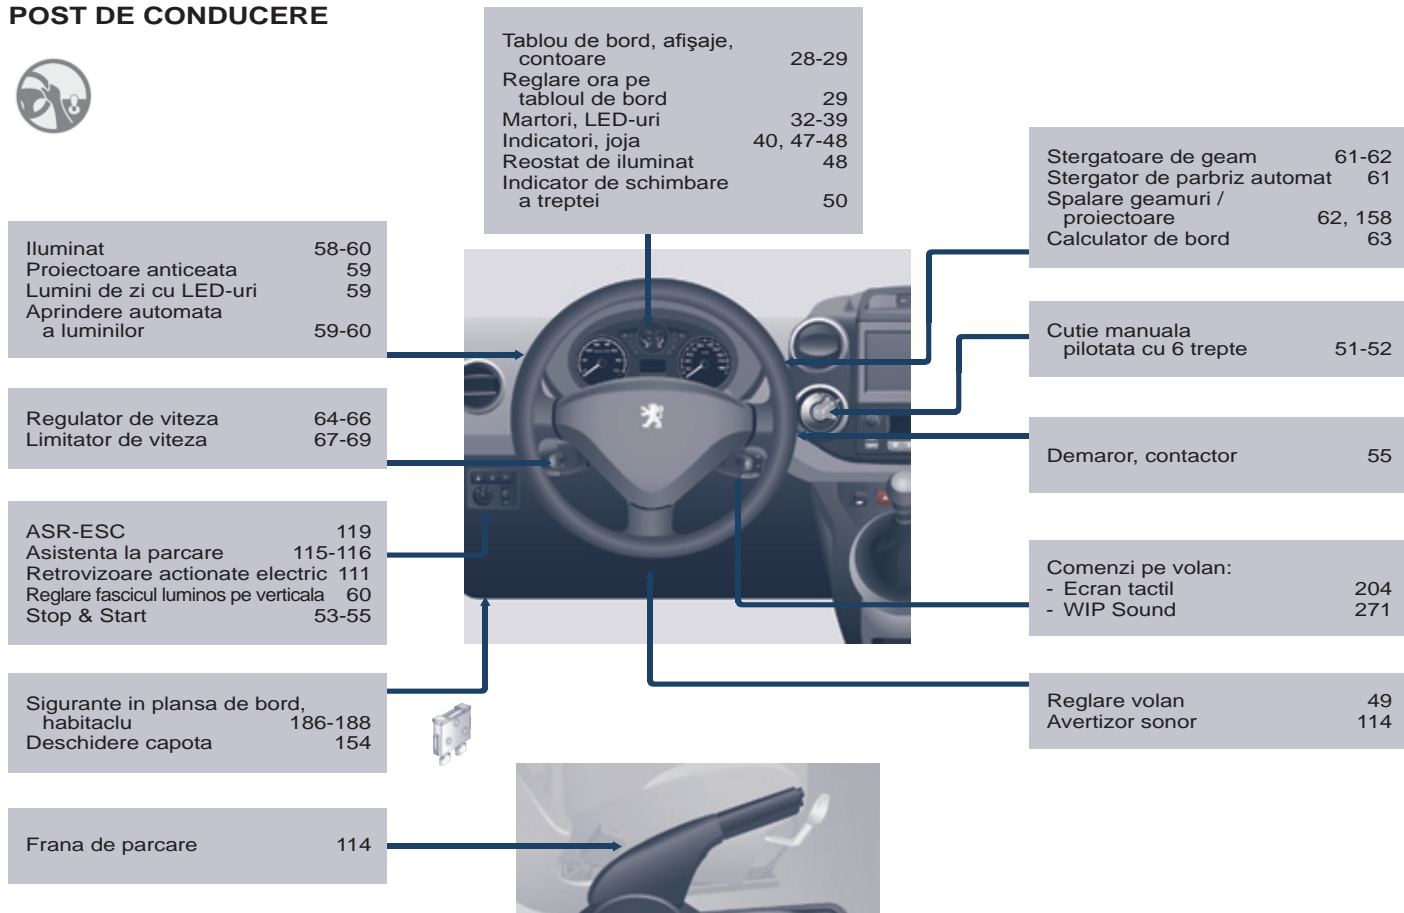 POST DE CONDUCERE
Tablou de bord, afişaje,
contoare 28-29
Reglare ora pe
tabloul de bord 29
Martori, LED-uri 32-39
Indicatori, joja 40, 47-48
Reostat de iluminat 48
Indicator de schimbare
a treptei 50
Stergatoare de geam 61-62
Stergator de parbriz automat 61
Spalare geamuri /
proiectoare 62, 158
Calculator de bord 63
Iluminat 58-60
Proiectoare anticeata 59
Lumini de zi cu LED-uri 59
Aprindere automata
a luminilor 59-60
Cutie manuala
pilotata cu 6 trepte 51-52
Regulator de viteza 64-66
Limitator de viteza 67-69
Demaror, contactor 55
ASR-ESC 119
Asistenta la parcare 115-116
Retrovizoare actionate electric 111
Reglare fascicul luminos pe verticala 60
Stop & Start 53-55
Comenzi pe volan:
- Ecran tactil 204
- WIP Sound 271
Sigurante in plansa de bord,
habitaclu 186-188
Deschidere capota 154
Reglare volan 49
Avertizor sonor 114
Frana de parcare 114